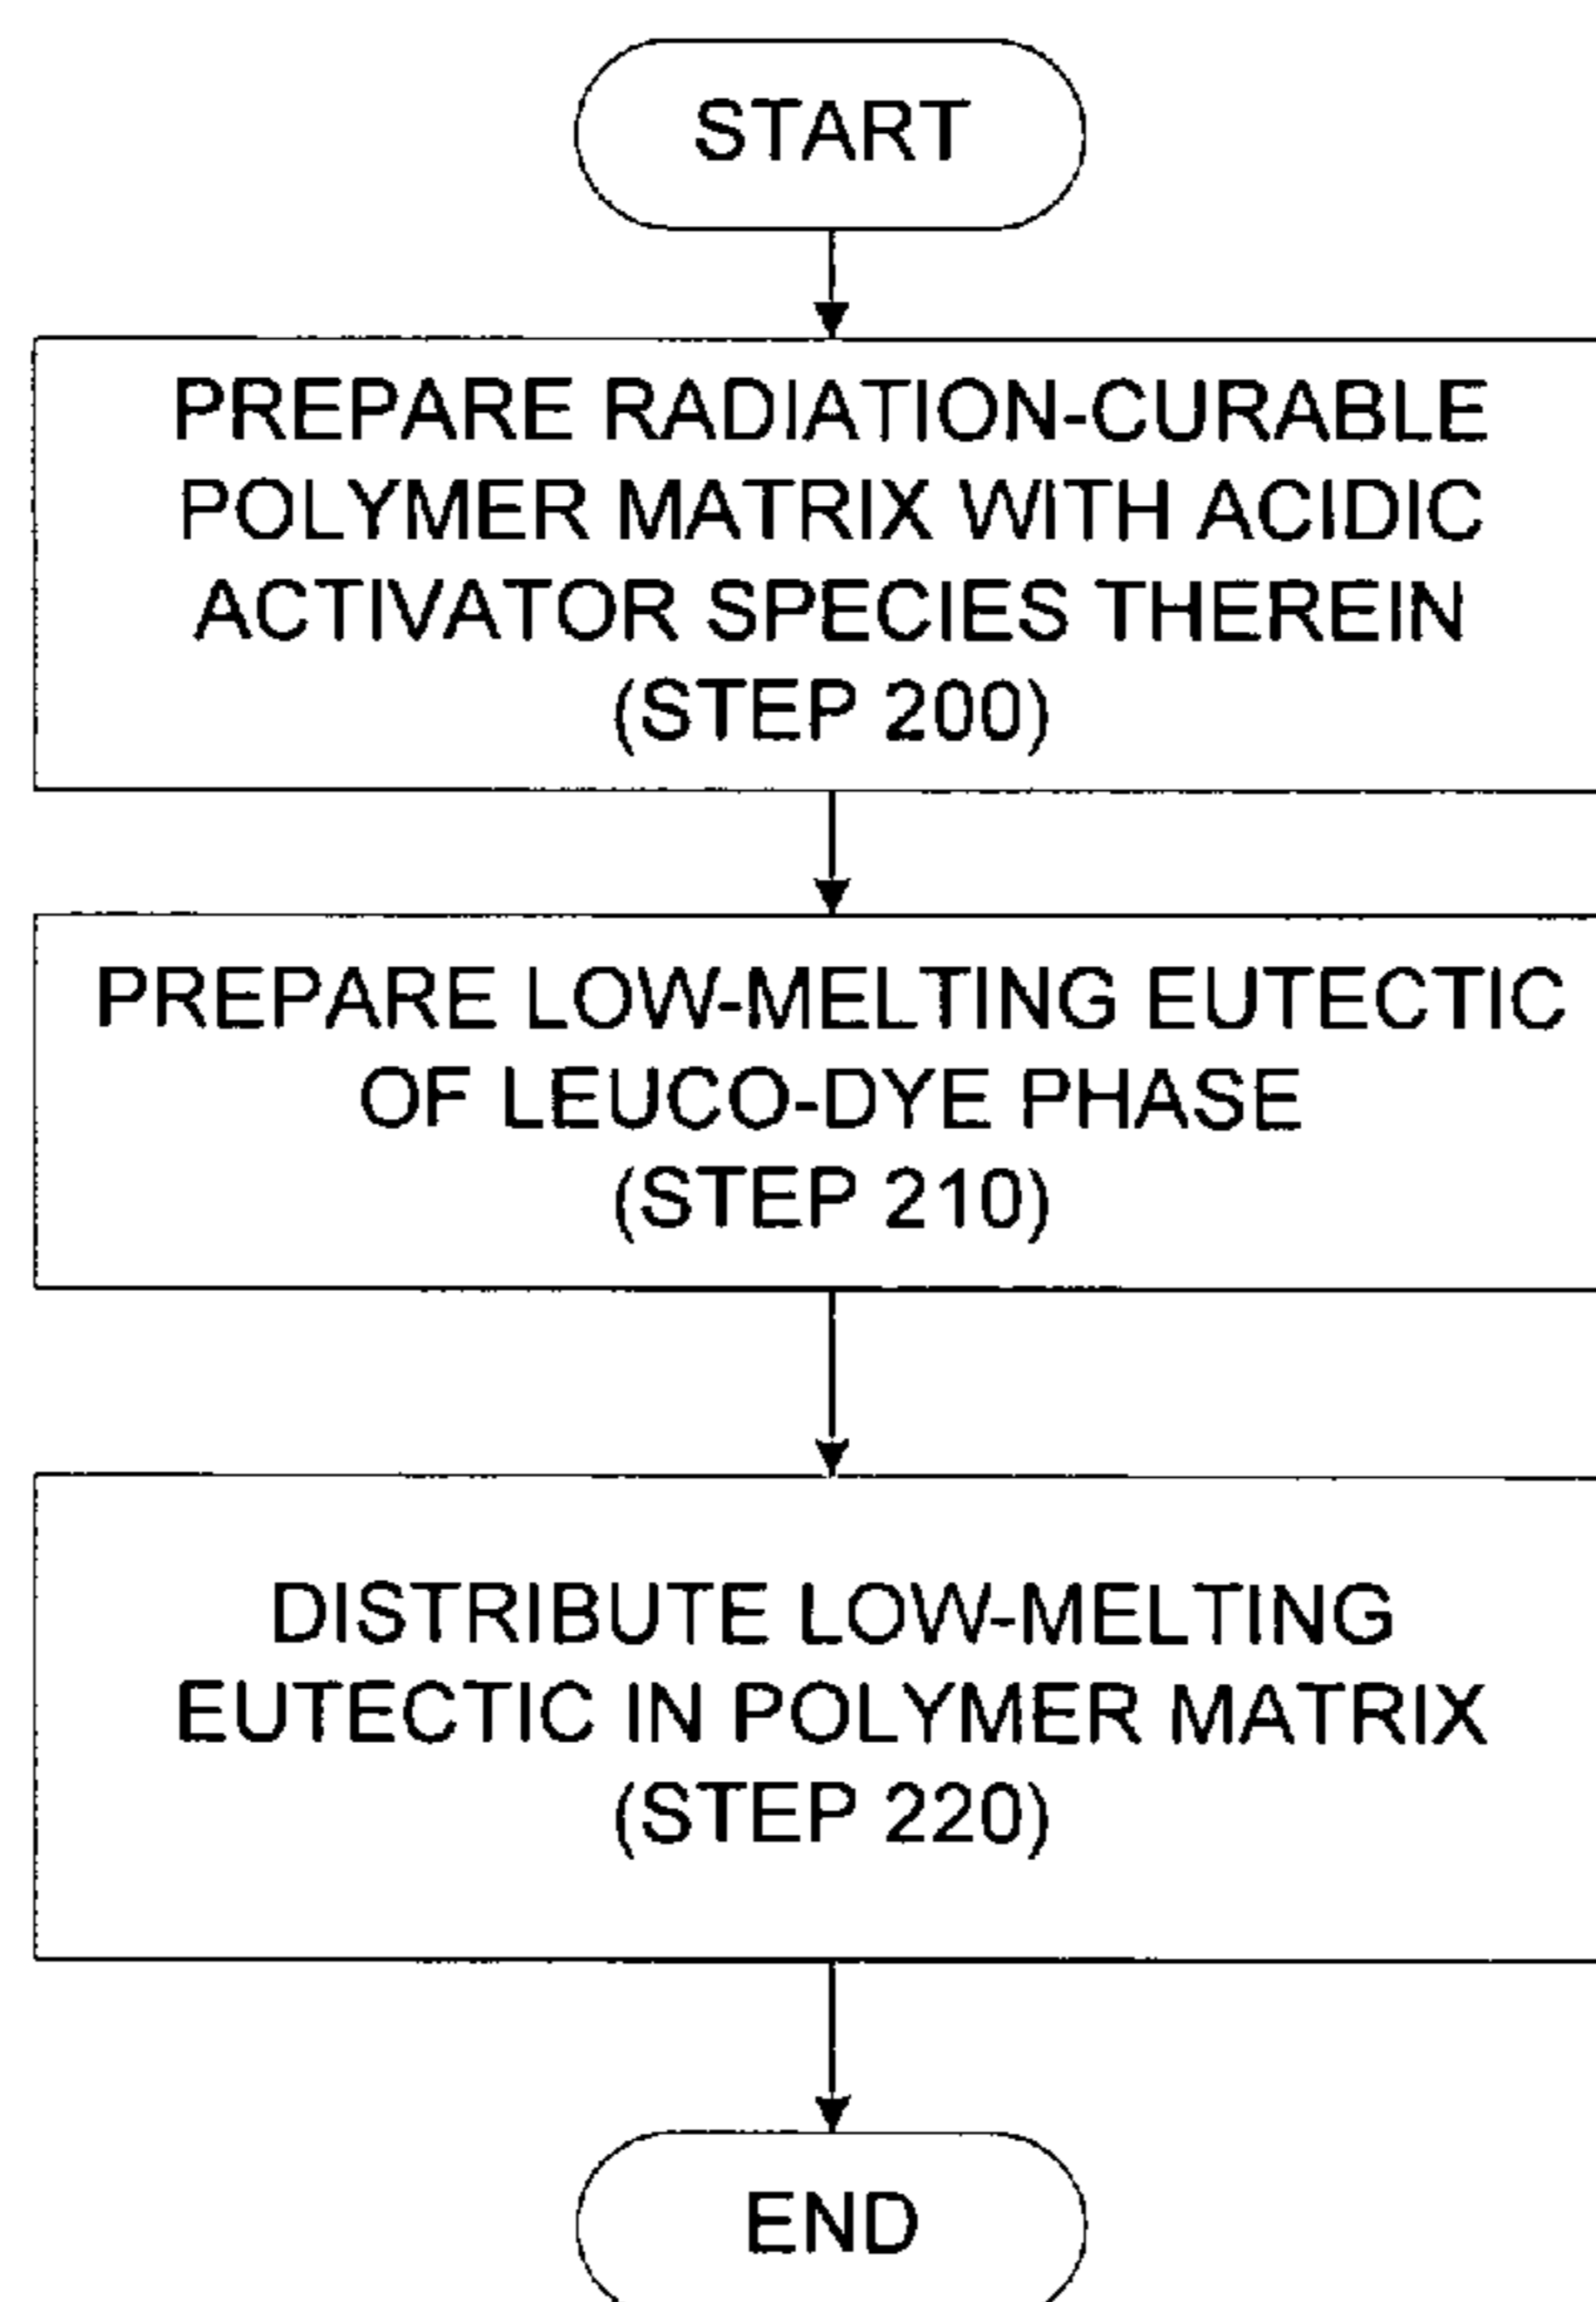 START
PREPARE RADIATION-CURABLE
POLYMER MATRIX WITH ACIDIC
ACTIVATOR SPECIES THEREIN
(STEP 200)
PREPARE LOW-MELTING EUTECTIC
OF LEUCO-DYE PHASE
(STEP 210)
DISTRIBUTE LOW-MELTING
EUTECTIC IN POLYMER MATRIX
(STEP 220)
END